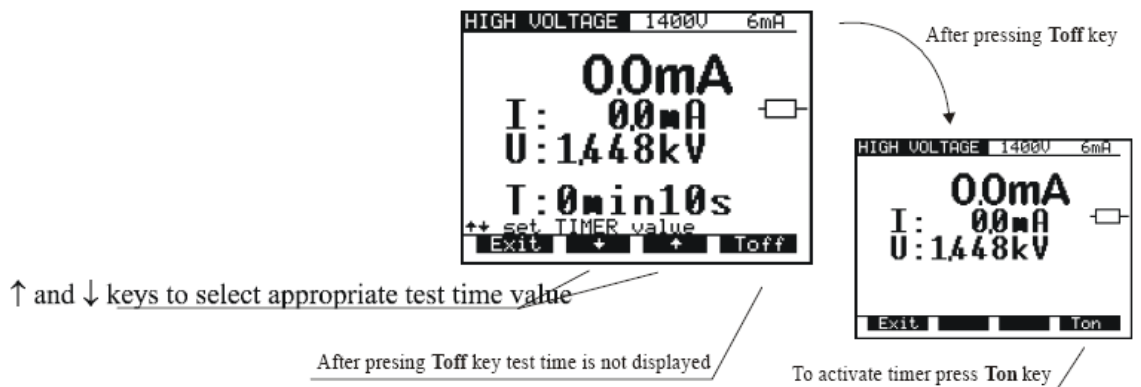 HIGH VOLTAGE 1400V 6mA
0.0mA
I: 0.0mA
U:1.448kV
T:0min10s
↑↓ set TIMER value
Exit ↓ ↑ Toff
After pressing Toff key
HIGH VOLTAGE 1400V 6mA
0.0mA
I: 0.0mA
U:1.448kV
Exit Ton
↑ and ↓ keys to select appropriate test time value
After presing Toff key test time is not displayed
To activate timer press Ton key